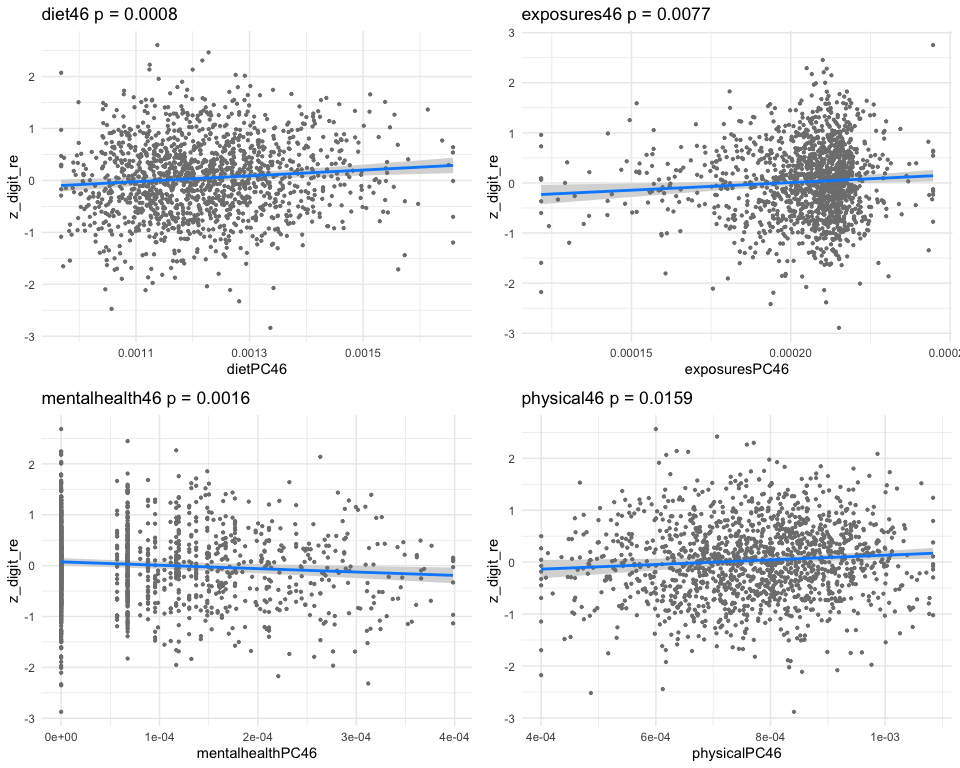 diet46 p = 0.0008
z_digit_re
2
1
0
-1
-2
-3
0.0011 0.0013 0.0015
dietPC46
exposures46 p = 0.0077
z_digit_re
3
2
1
0
-1
-2
-3
0.00015 0.00020
exposuresPC46
mentalhealth46 p = 0.0016
z_digit_re
2
1
0
-1
-2
-3
0e+00 1e-04 2e-04 3e-04 4e-04
mentalhealthPC46
physical46 p = 0.0159
z_digit_re
2
1
0
-1
-2
-3
4e-04 6e-04 8e-04 1e-03
physicalPC46